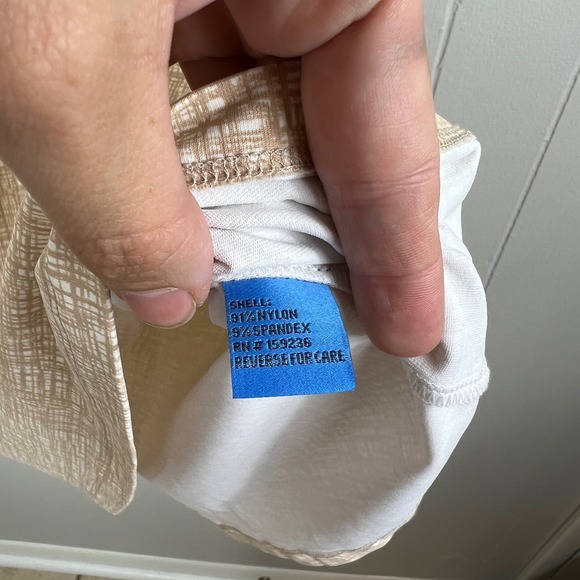 SHELL:
91% NYLON
9% SPANDEX
RN # 159236
REVERSE FOR CARE